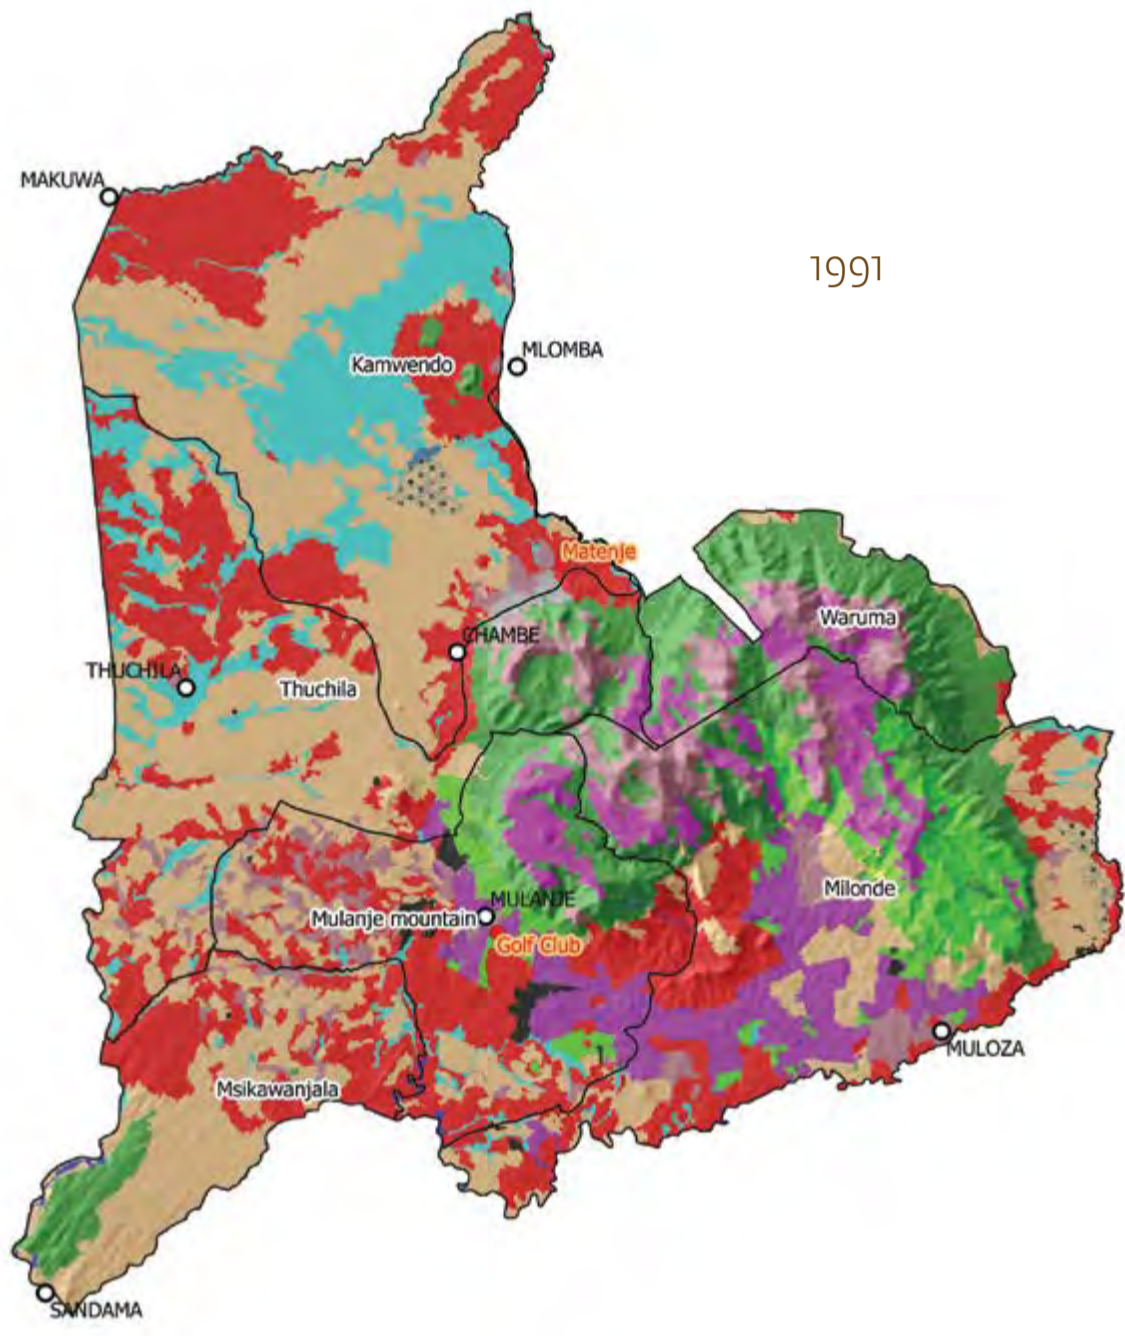 MAKUWA
1991
MLOMBA
Kamwendo
Matenje
Waruma
CHAMBE
THUCHILA
Thuchila
Milonde
MULANJE
Mulanje mountain
Golf Club
MULOZA
Msikawanjala
SANDAMA